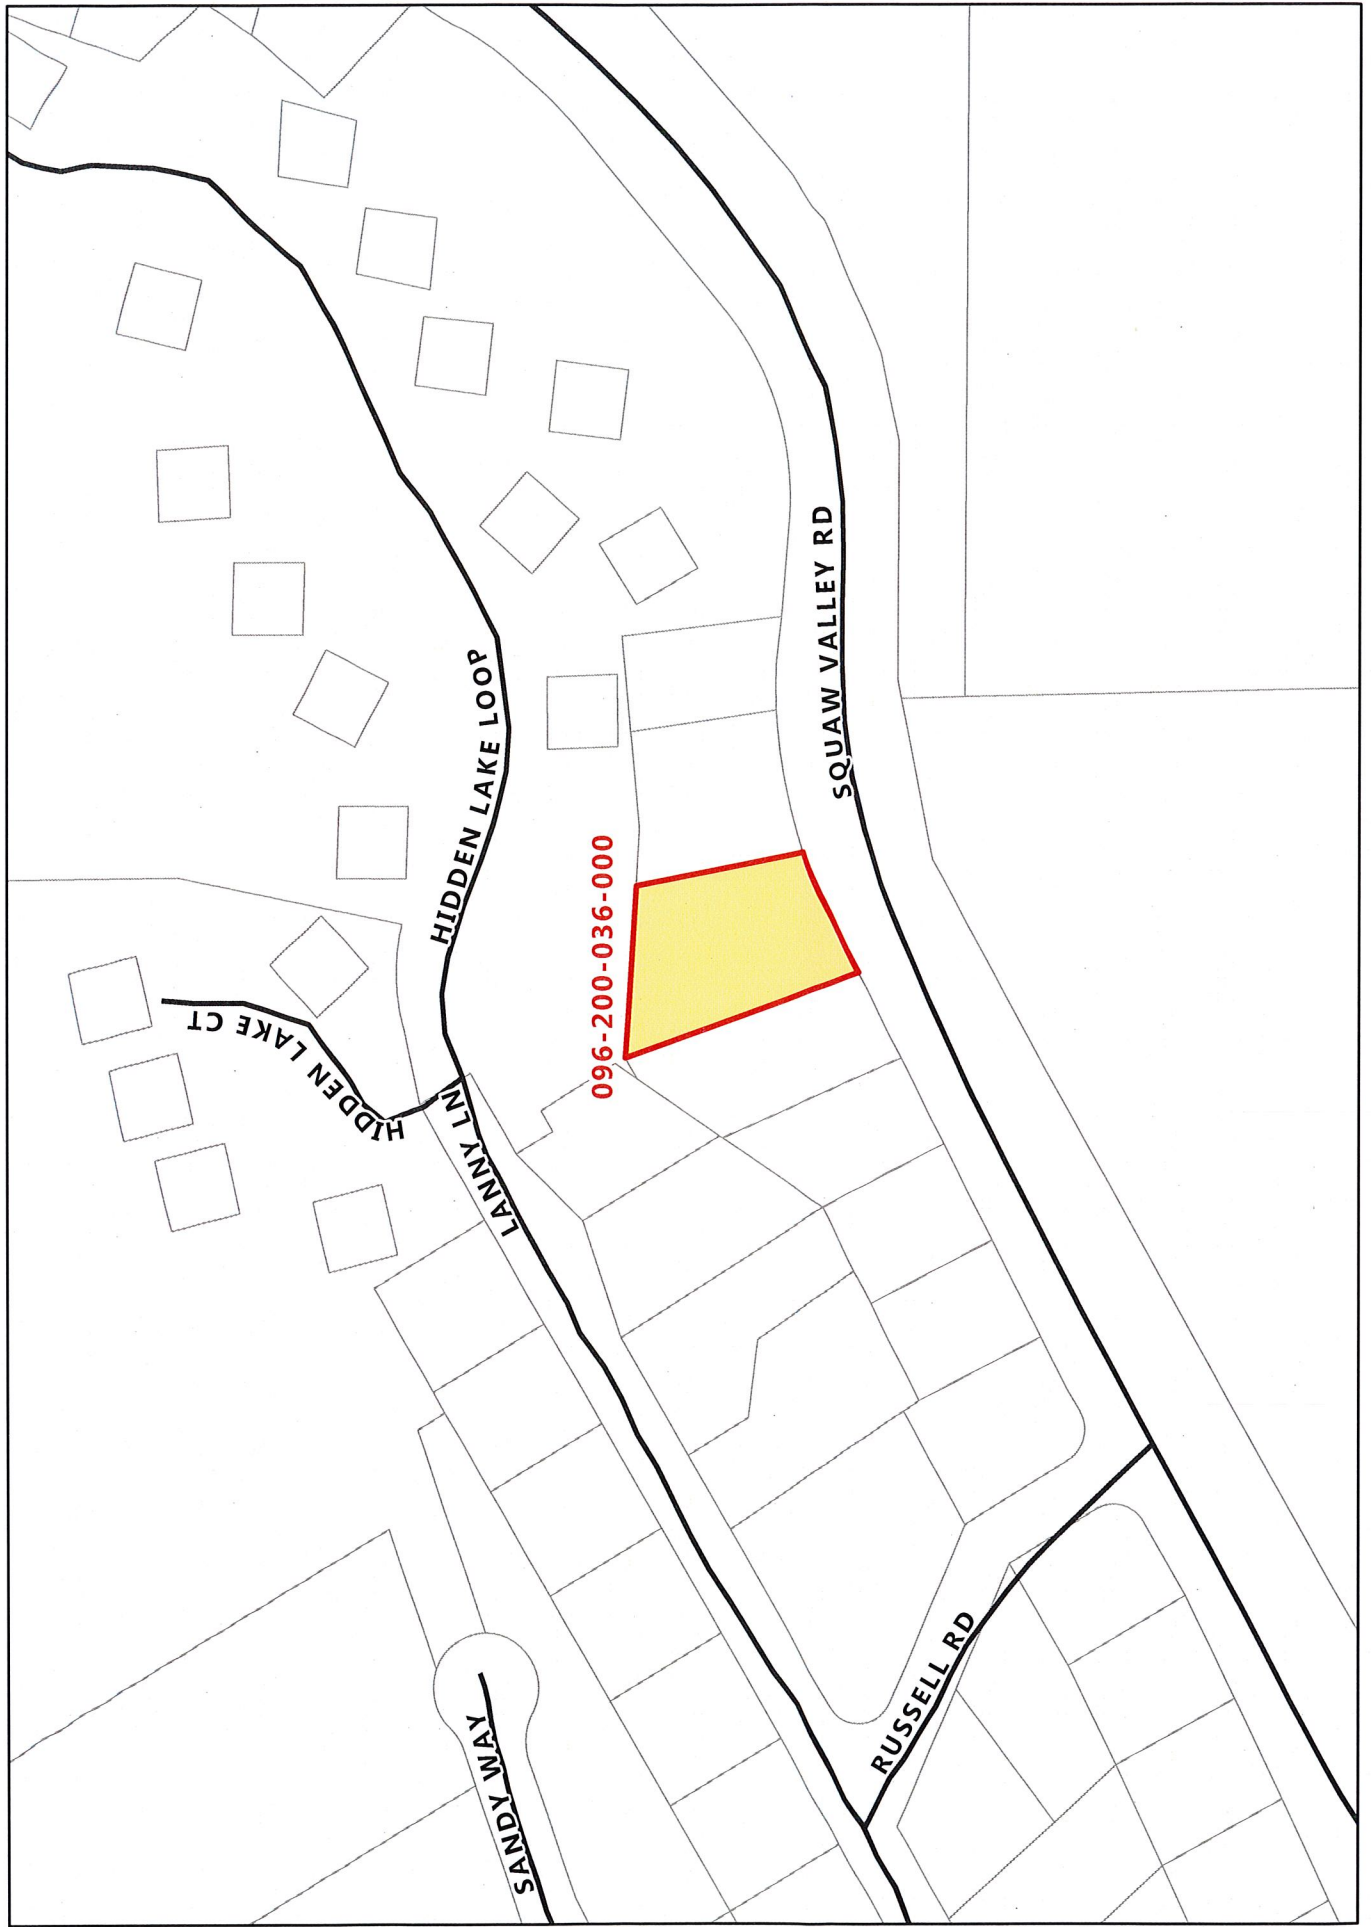 SQUAW VALLEY RD
HIDDEN LAKE LOOP
096-200-036-000
HIDDEN LAKE CT
LANNY LN
RUSSELL RD
SANDY WAY